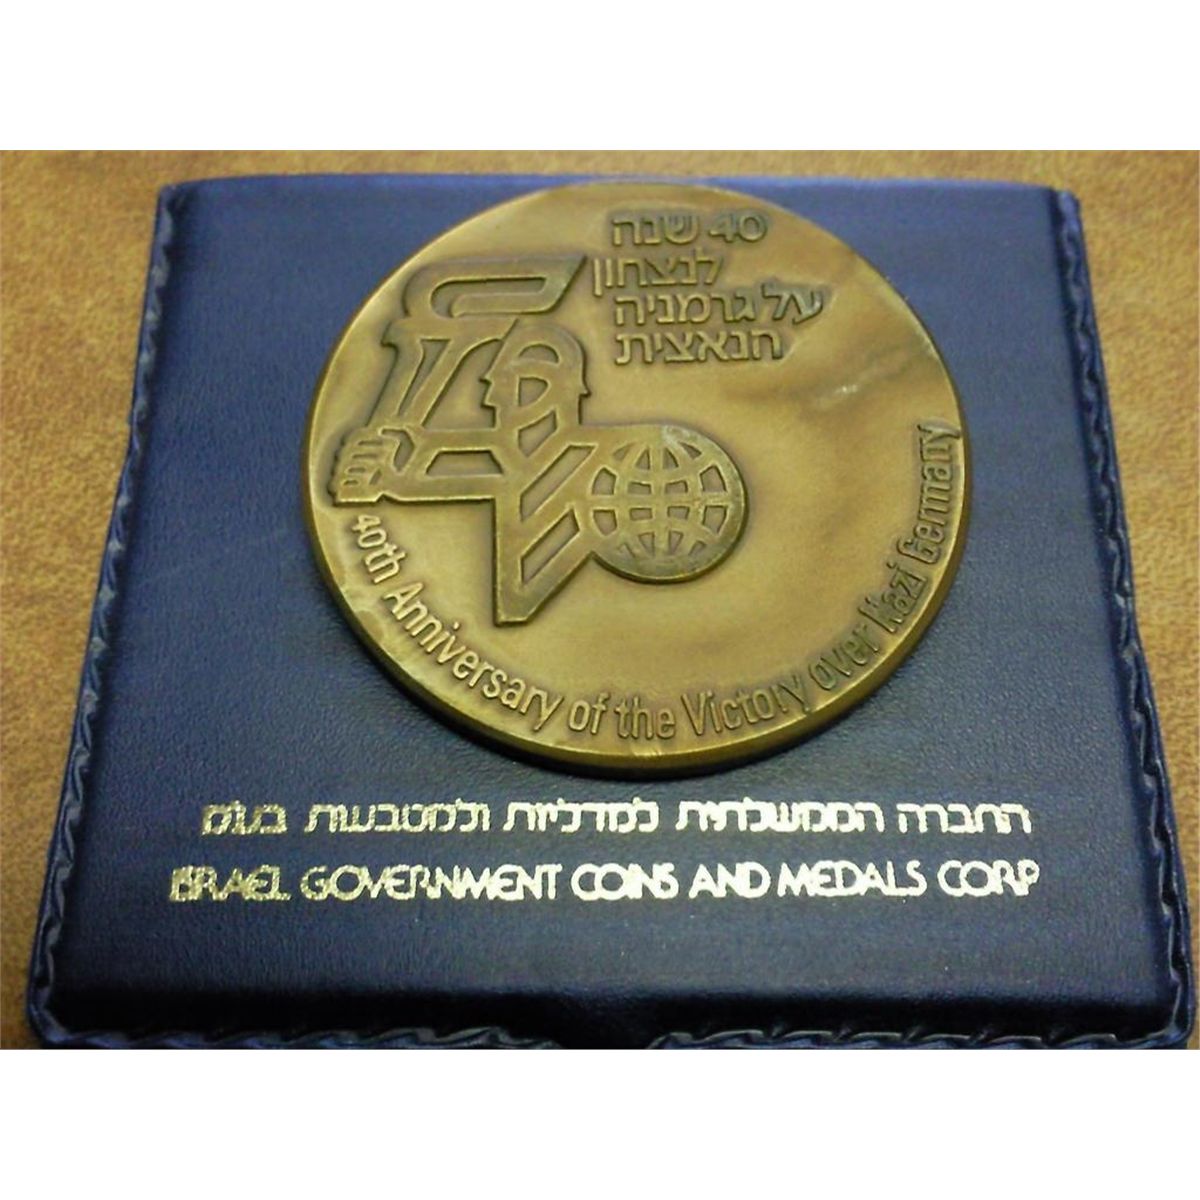 40 שנה
לנצחון
על גרמניה
הנאצית
40th Anniversary of the Victory over Nazi Germany
החברה הממשלתית למדליות ולמטבעות בע"מ
ISRAEL GOVERNMENT COINS AND MEDALS CORP